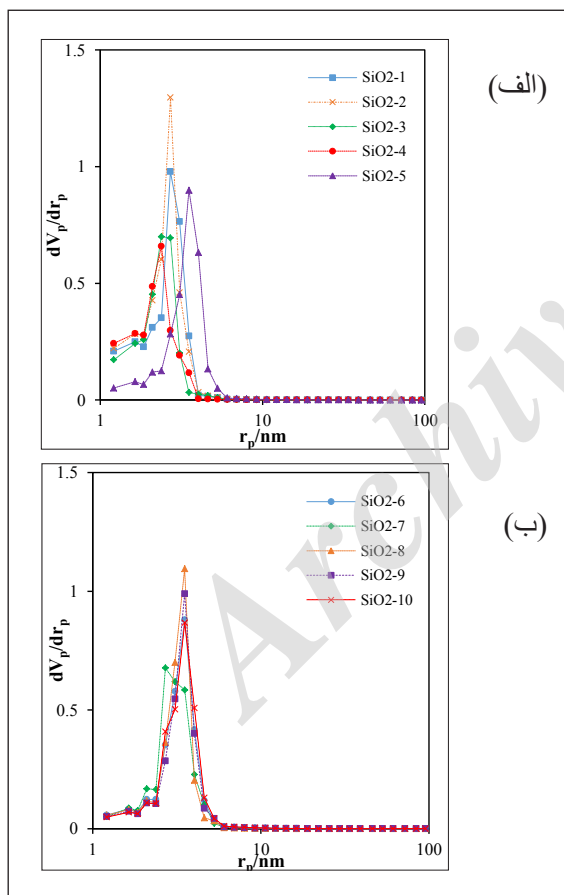 (الف)
1.5
1
0.5
0
dVp/drp
SiO2-1
SiO2-2
SiO2-3
SiO2-4
SiO2-5
1 10 100
rp/nm
(ب)
1.5
1
0.5
0
dVp/drp
SiO2-6
SiO2-7
SiO2-8
SiO2-9
SiO2-10
1 10 100
rp/nm
Archiv